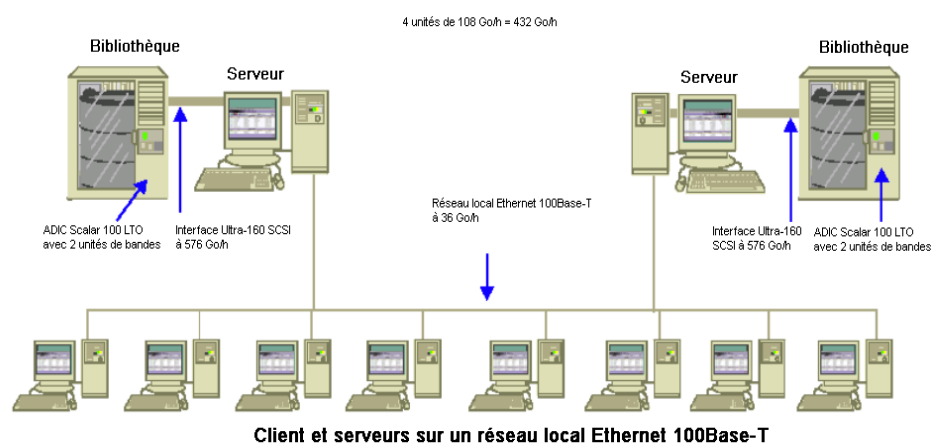 4 unités de 108 Go/h = 432 Go/h
Bibliothèque
Serveur
Bibliothèque
Serveur
ADIC Scalar 100 LTO
avec 2 unités de bandes
Interface Ultra-160 SCSI
à 576 Go/h
Réseau local Ethernet 100Base-T
à 36 Go/h
Interface Ultra-160
SCSI à 576 Go/h
ADIC Scalar 100 LTO
avec 2 unités de bandes
Client et serveurs sur un réseau local Ethernet 100Base-T